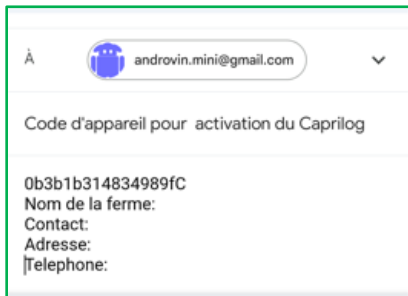 À androvin.mini@gmail.com
Code d'appareil pour activation du Caprilog
0b3b1b314834989fC
Nom de la ferme:
Contact:
Adresse:
Telephone: